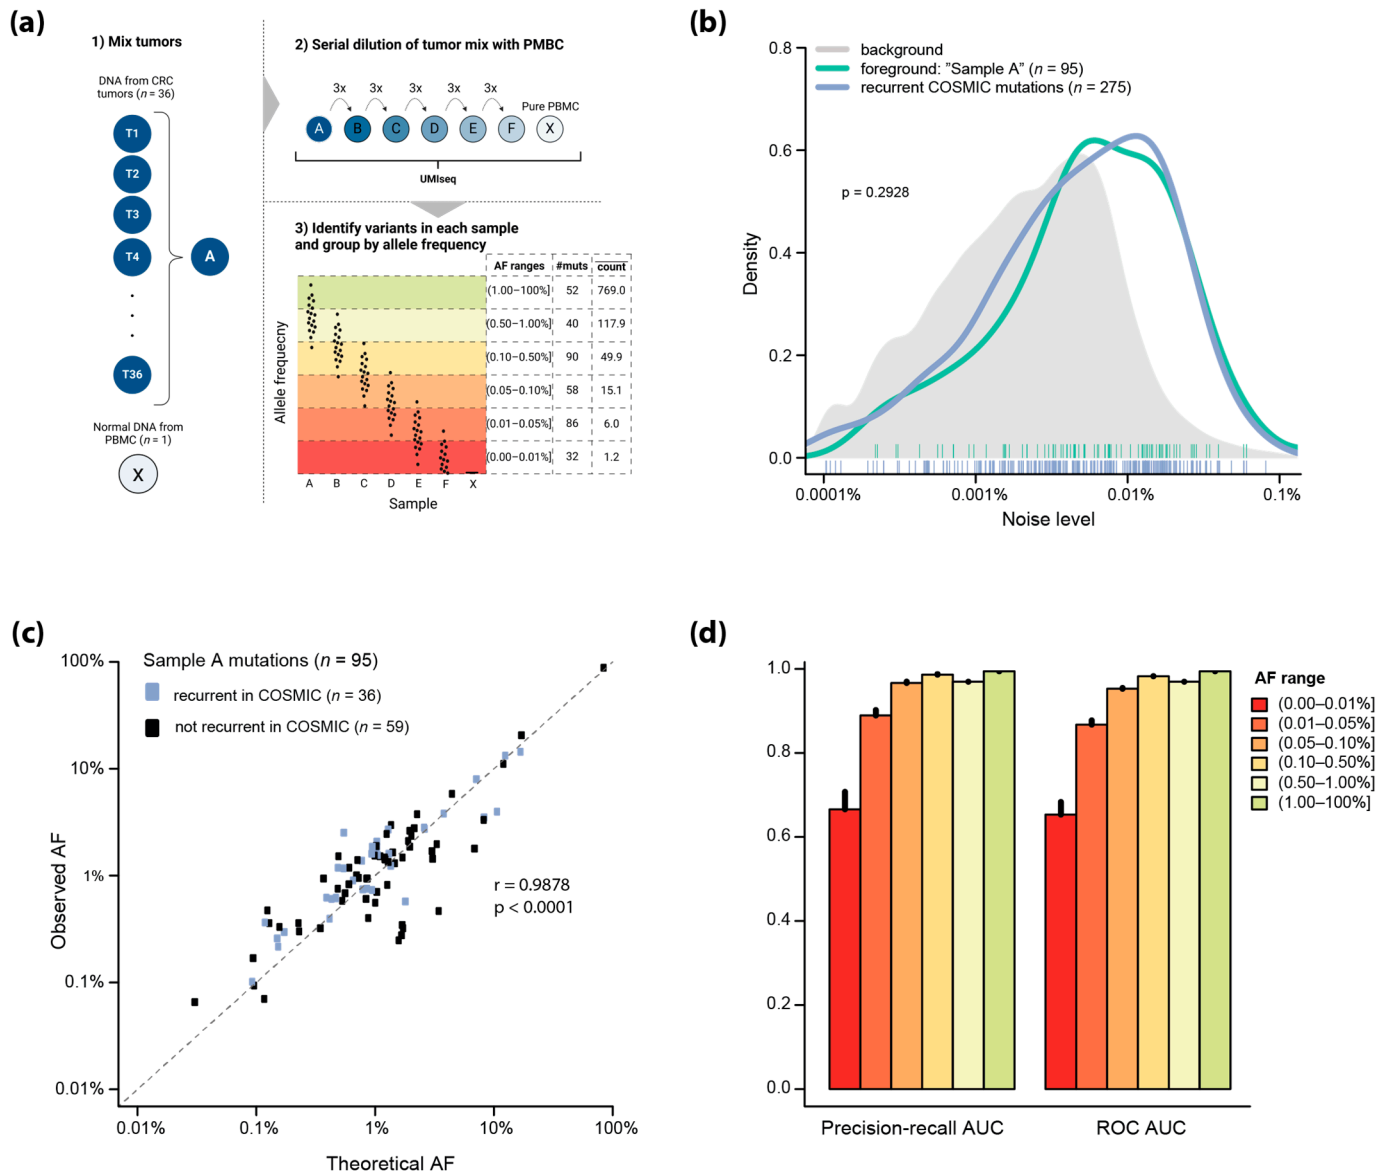 (a)
1) Mix tumors
DNA from CRC
tumors (n = 36)
T1
T2
T3
T4
T36
A
Normal DNA from
PBMC (n = 1)
X
2) Serial dilution of tumor mix with PMBC
3x 3x 3x 3x 3x
Pure PBMC
A B C D E F X
UMIseq
3) Identify variants in each sample
and group by allele frequency
AF ranges #muts count
(1.00–100%] 52 769.0
(0.50–1.00%] 40 117.9
(0.10–0.50%] 90 49.9
(0.05–0.10%] 58 15.1
(0.01–0.05%] 86 6.0
(0.00–0.01%] 32 1.2
Allele frequecny
A B C D E F X
Sample
(b)
background
foreground: ”Sample A” (n = 95)
recurrent COSMIC mutations (n = 275)
p = 0.2928
0.8
0.6
0.4
0.2
0.0
Density
0.0001% 0.001% 0.01% 0.1%
Noise level
(c)
Sample A mutations (n = 95)
recurrent in COSMIC (n = 36)
not recurrent in COSMIC (n = 59)
r = 0.9878
p < 0.0001
100%
10%
1%
0.1%
0.01%
Observed AF
0.01% 0.1% 1% 10% 100%
Theoretical AF
(d)
1.0
0.8
0.6
0.4
0.2
0.0
Precision-recall AUC ROC AUC
AF range
(0.00–0.01%]
(0.01–0.05%]
(0.05–0.10%]
(0.10–0.50%]
(0.50–1.00%]
(1.00–100%]